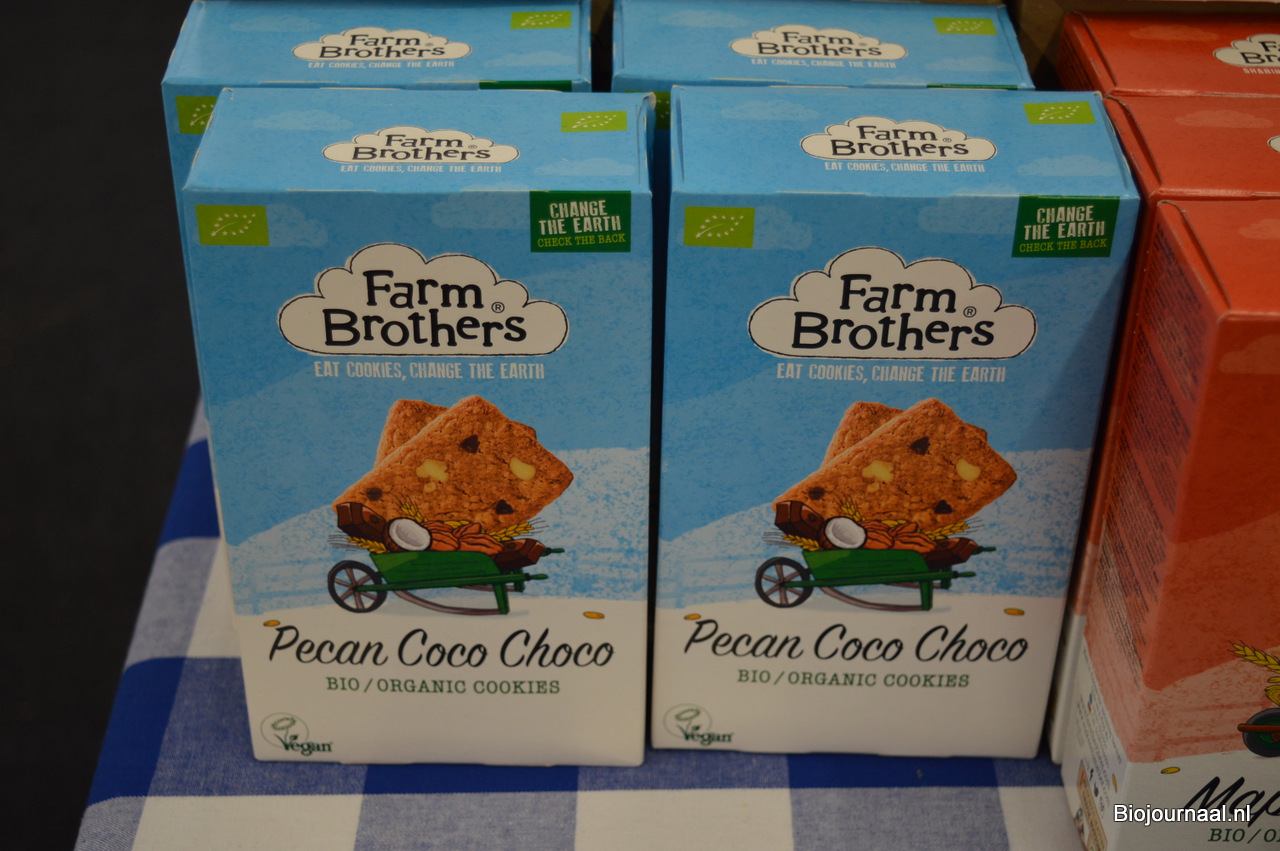 Farm
Brothers®
EAT COOKIES, CHANGE THE EARTH
Farm
Brothers®
EAT COOKIES, CHANGE THE EARTH
Farm
Bro
Farm
Brothers®
EAT COOKIES, CHANGE THE EARTH
CHANGE
THE EARTH
CHECK THE BACK
Farm
Brothers®
EAT COOKIES, CHANGE THE EARTH
Pecan Coco Choco
BIO/ORGANIC COOKIES
Vegan
Farm
Brothers®
EAT COOKIES, CHANGE THE EARTH
CHANGE
THE EARTH
CHECK THE BACK
Farm
Brothers®
EAT COOKIES, CHANGE THE EARTH
Pecan Coco Choco
BIO/ORGANIC COOKIES
Vegan
Map
BIO/O
Biojournaal.nl